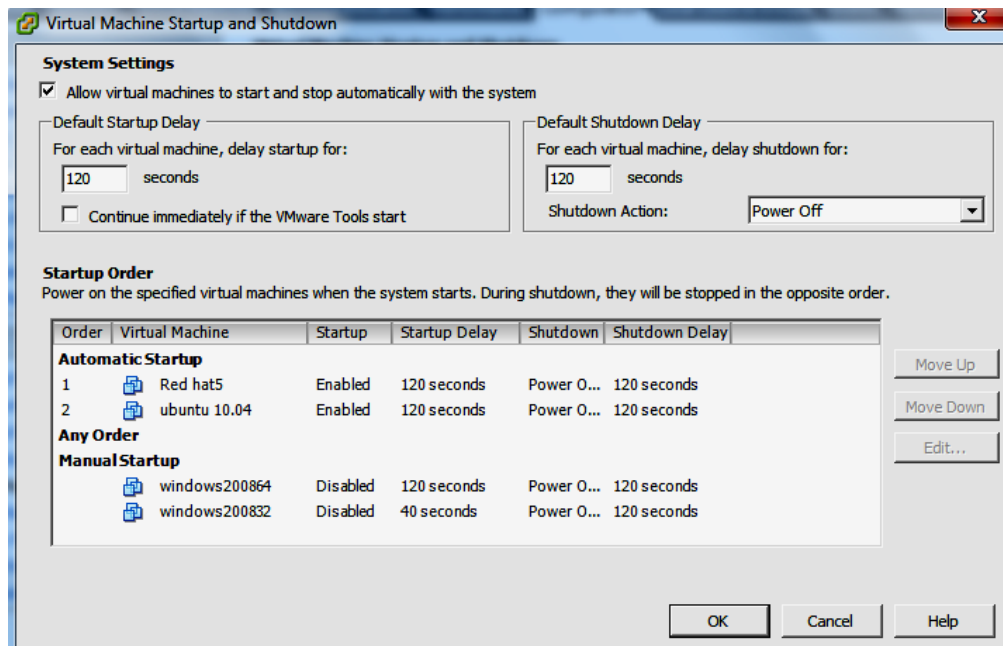 Virtual Machine Startup and Shutdown
System Settings
Allow virtual machines to start and stop automatically with the system
Default Startup Delay
For each virtual machine, delay startup for:
120 seconds
Continue immediately if the VMware Tools start
Default Shutdown Delay
For each virtual machine, delay shutdown for:
120 seconds
Shutdown Action: Power Off
Startup Order
Power on the specified virtual machines when the system starts. During shutdown, they will be stopped in the opposite order.
Order Virtual Machine Startup Startup Delay Shutdown Shutdown Delay
Automatic Startup
1 Red hat5 Enabled 120 seconds Power O... 120 seconds
2 ubuntu 10.04 Enabled 120 seconds Power O... 120 seconds
Any Order
Manual Startup
windows200864 Disabled 120 seconds Power O... 120 seconds
windows200832 Disabled 40 seconds Power O... 120 seconds
Move Up
Move Down
Edit...
OK Cancel Help